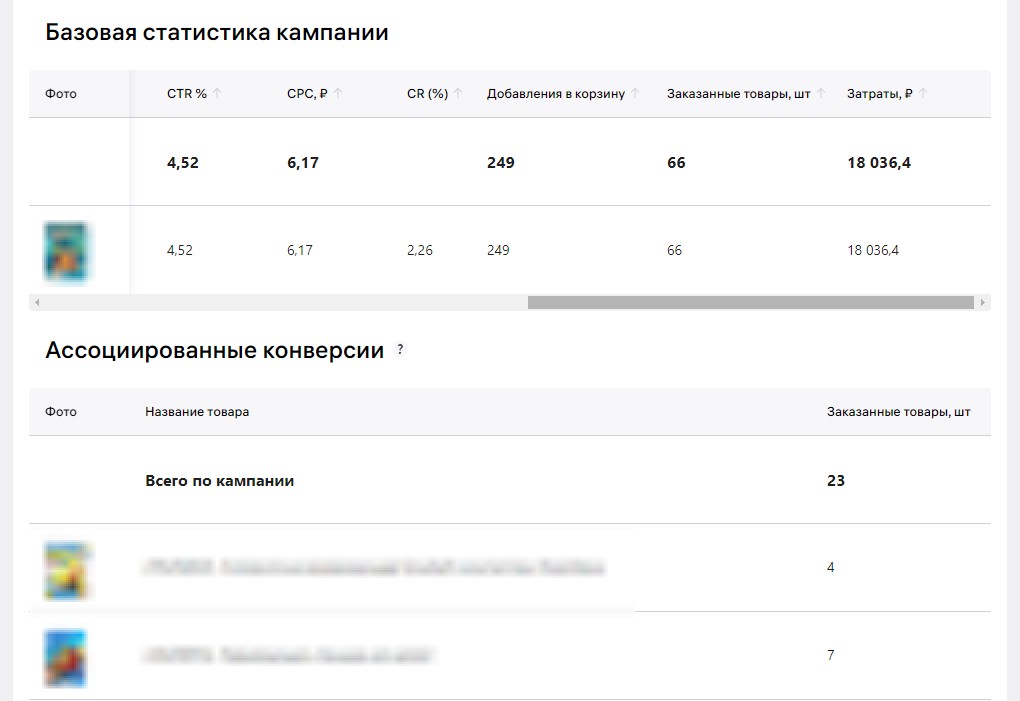 Базовая статистика кампании
Фото CTR % ↑ CPC, ₽ ↑ CR (%) ↑ Добавления в корзину ↑ Заказанные товары, шт ↑ Затраты, ₽ ↑
4,52 6,17 249 66 18 036,4
4,52 6,17 2,26 249 66 18 036,4
Ассоциированные конверсии ?
Фото Название товара Заказанные товары, шт
Всего по кампании 23
4
7